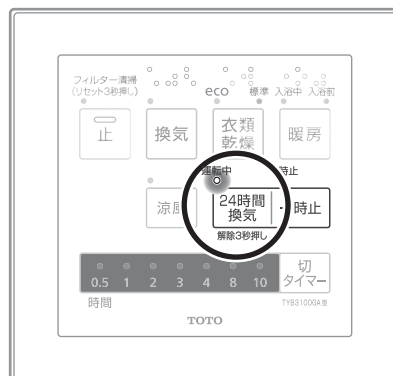 フィルター清掃
(リセット3秒押し)
eco 標準 入浴中 入浴前
止
換気
衣類
乾燥
暖房
運転中
時止
涼風
24時間
換気
時止
解除3秒押し
0.5 1 2 3 4 8 10
切
タイマー
時間
TYB3100GA型
TOTO